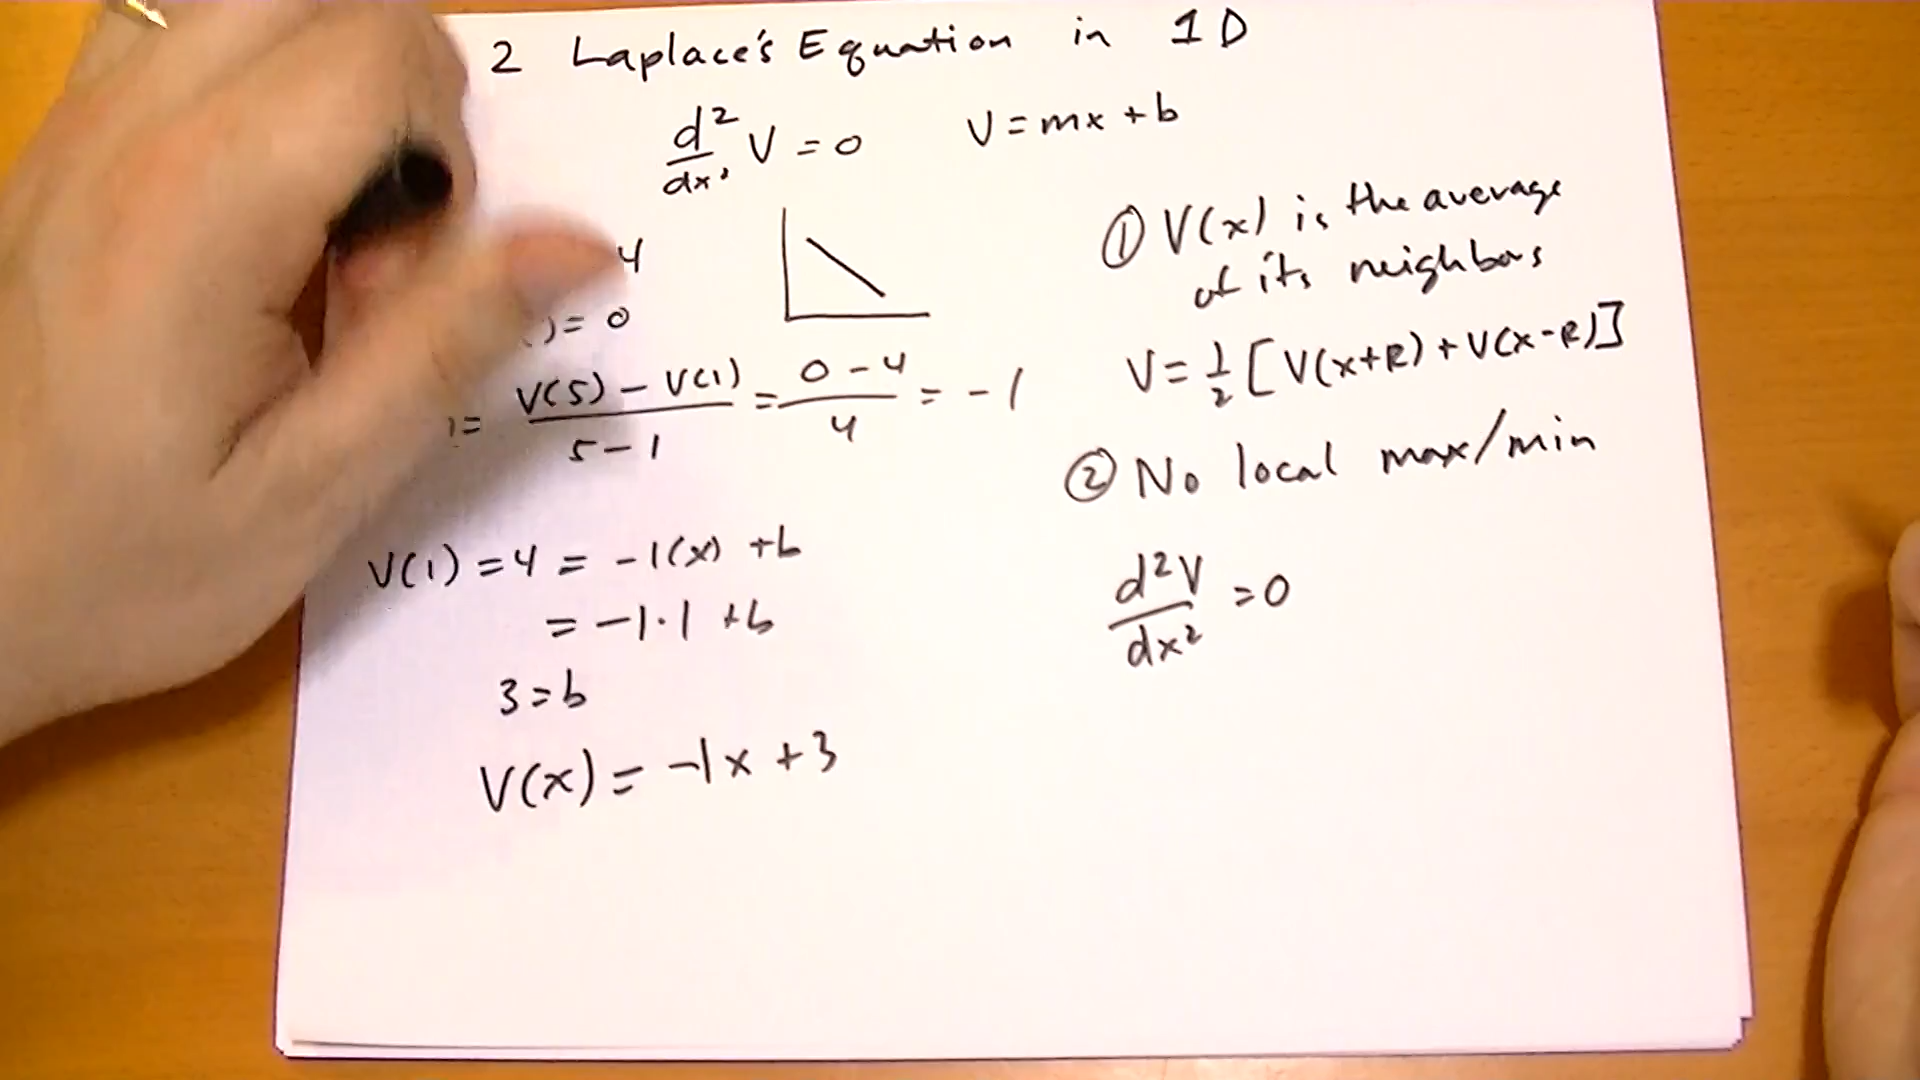 2 Laplace's Equation in 1D
d²/dx² V = 0
V = mx + b
4
) = 0
= V(5) - V(1) / 5 - 1 = 0 - 4 / 4 = -1
V(1) = 4 = -1(x) + b
= -1·1 + b
3 = b
V(x) = -1x + 3
① V(x) is the average
of its neighbors
V = 1/2 [V(x+R) + V(x-R)]
② No local max/min
d²V/dx² = 0